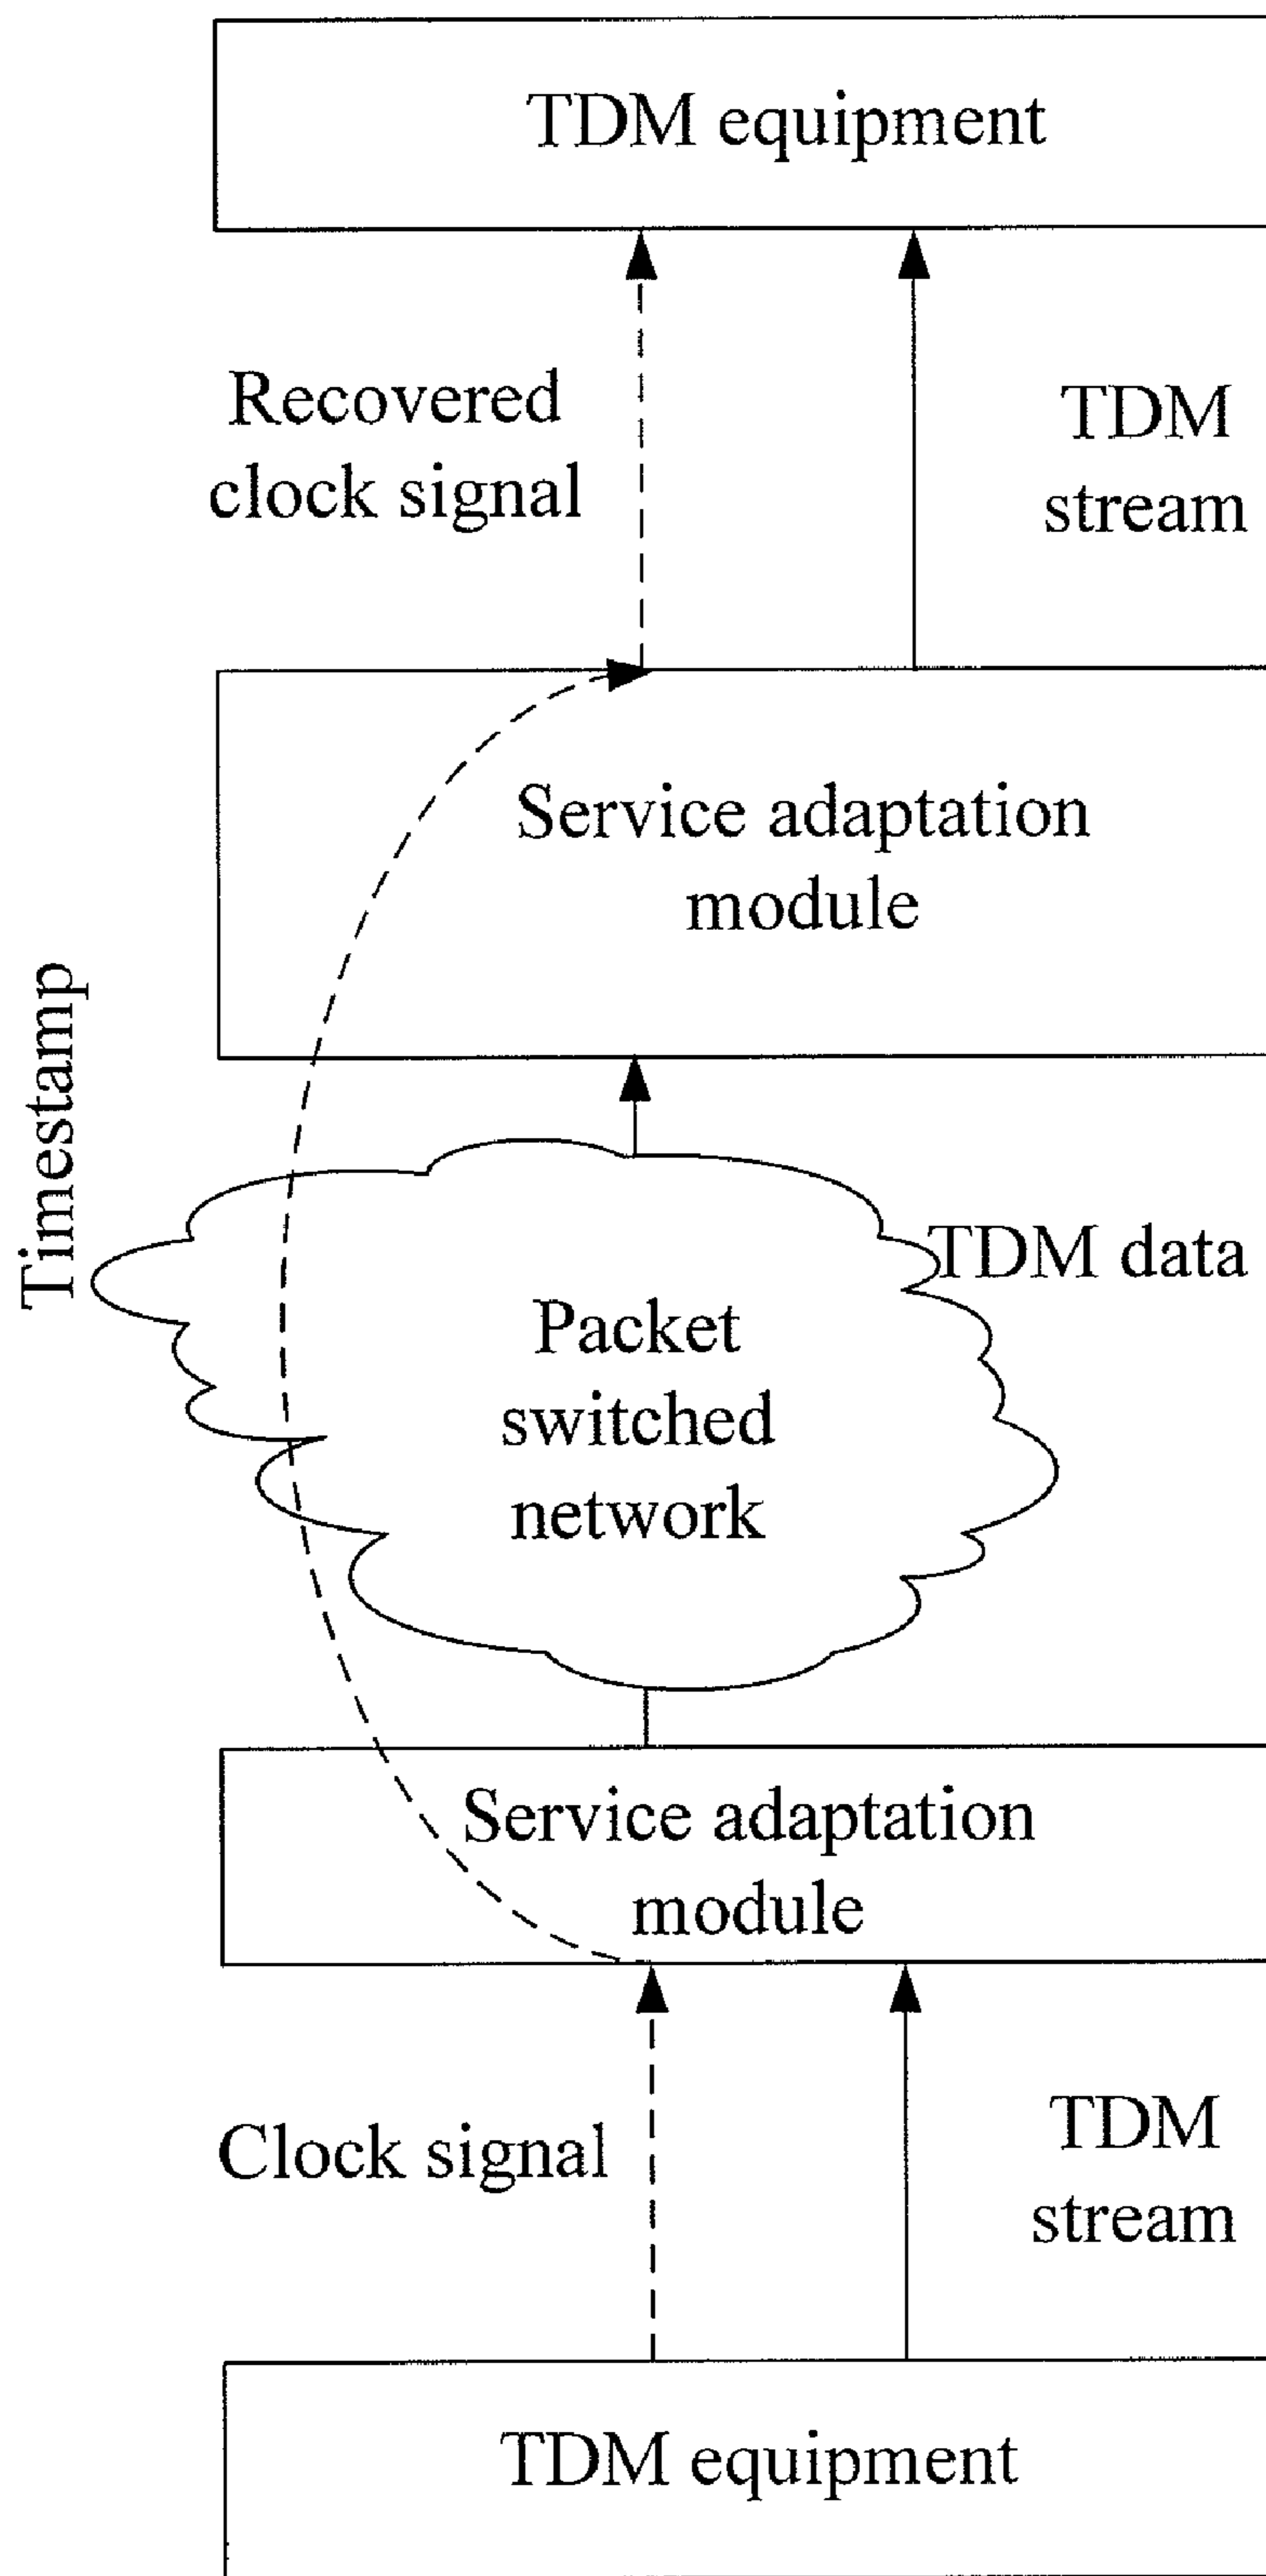 TDM equipment
Recovered
clock signal
TDM
stream
Service adaptation
module
Timestamp
TDM data
Packet
switched
network
Service adaptation
module
Clock signal
TDM
stream
TDM equipment